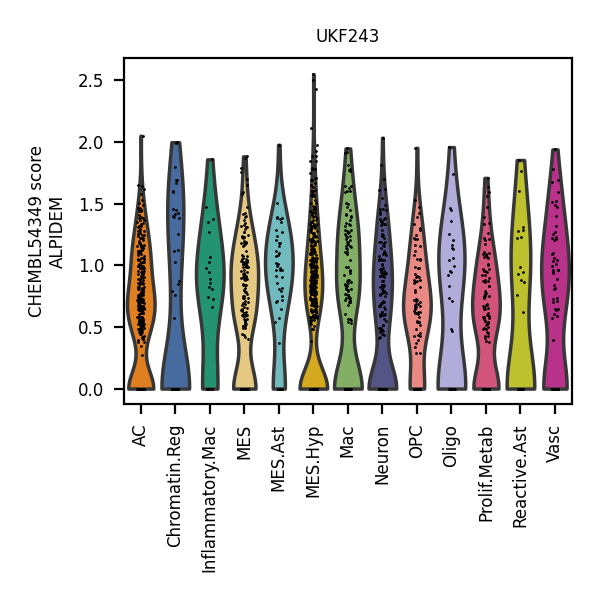 UKF243
CHEMBL54349 score
ALPIDEM
2.5
2.0
1.5
1.0
0.5
0.0
AC
Chromatin.Reg
Inflammatory.Mac
MES
MES.Ast
MES.Hyp
Mac
Neuron
OPC
Oligo
Prolif.Metab
Reactive.Ast
Vasc